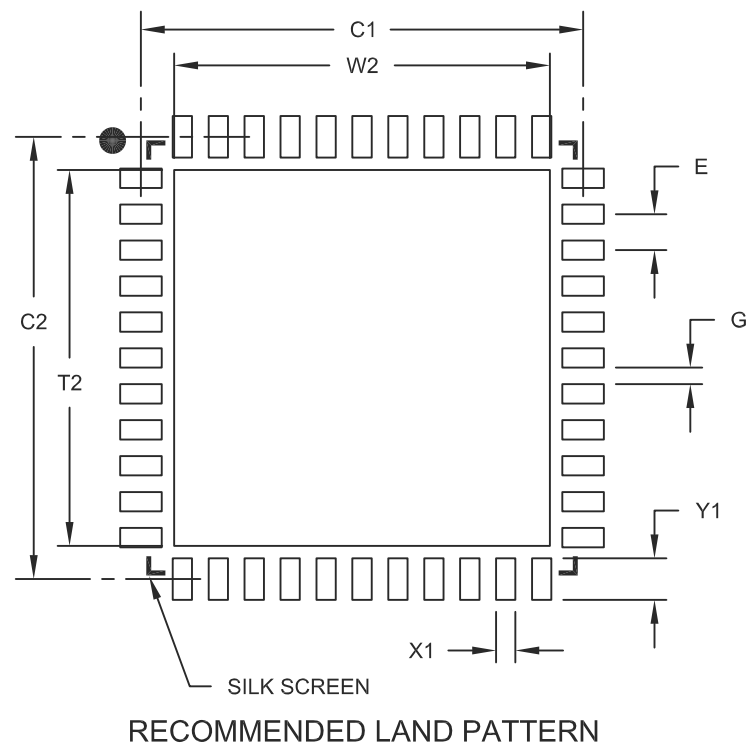 C1
W2
E
C2
G
T2
Y1
X1
SILK SCREEN
RECOMMENDED LAND PATTERN